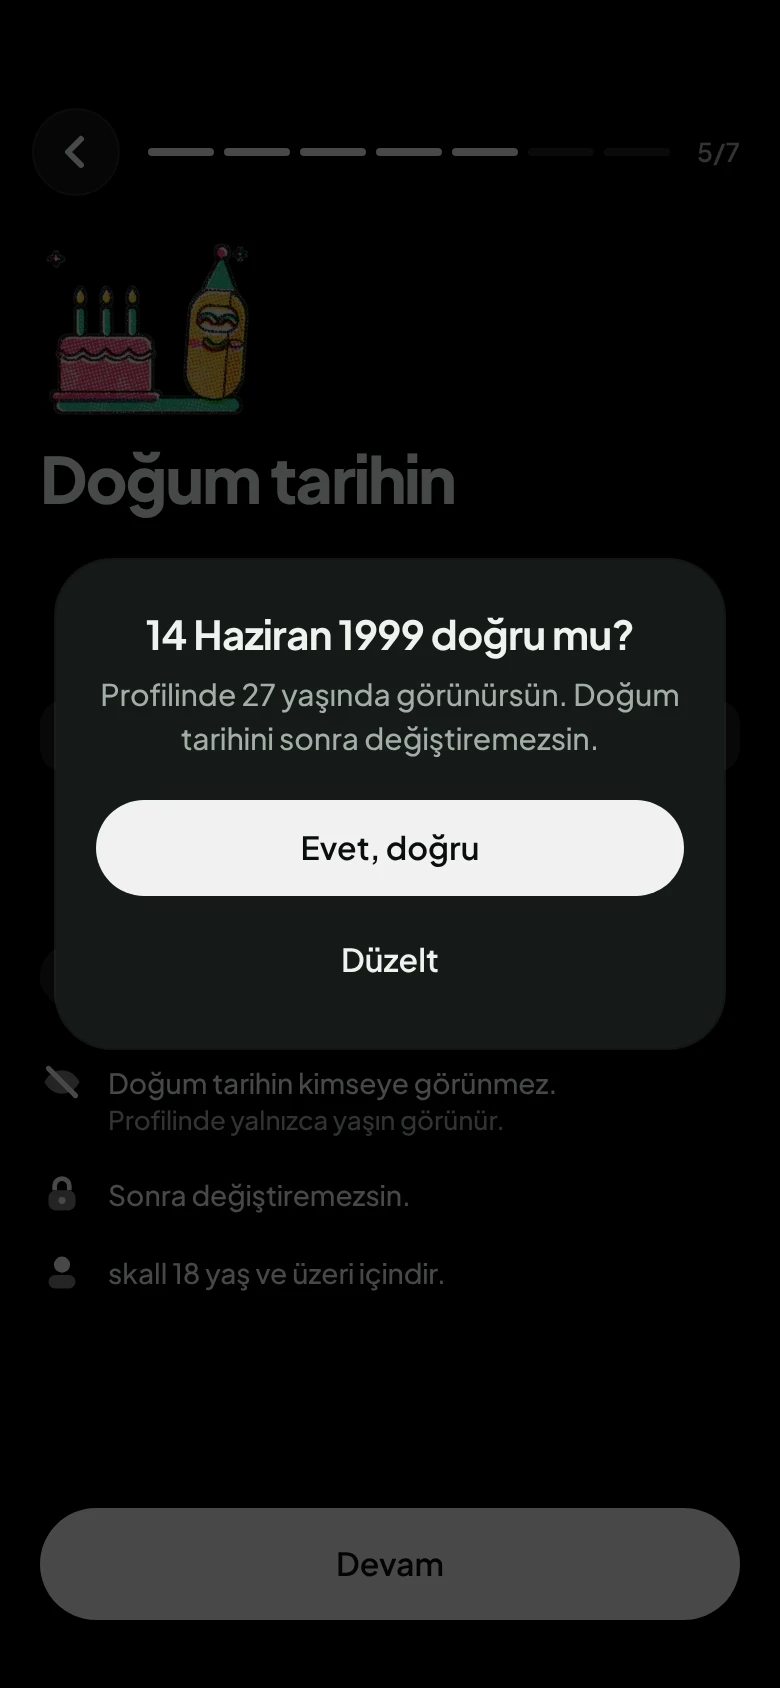 5/7
Doğum tarihin
14 Haziran 1999 doğru mu?
Profilinde 27 yaşında görünürsün. Doğum
tarihini sonra değiştiremezsin.
Evet, doğru
Düzelt
Doğum tarihin kimseye görünmez.
Profilinde yalnızca yaşın görünür.
Sonra değiştiremezsin.
skall 18 yaş ve üzeri içindir.
Devam